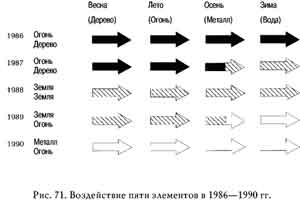 Весна Лето Осень Зима
(Дерево) (Огонь) (Металл) (Вода)
1986 Огонь
Дерево
1987 Огонь
Дерево
1988 Земля
Земля
1989 Земля
Огонь
1990 Металл
Огонь
Рис. 71. Воздействие пяти элементов в 1986—1990 гг.